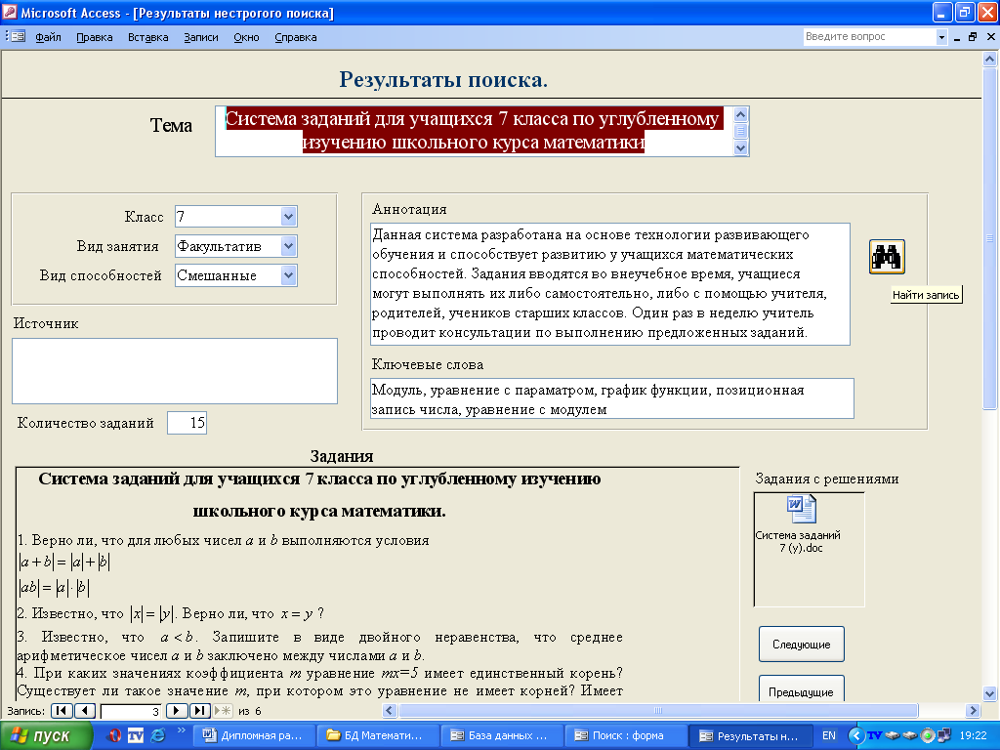 Microsoft Access - [Результаты нестрогого поиска]
Файл Правка Вставка Записи Окно Справка
Введите вопрос
Результаты поиска.
Тема
Система заданий для учащихся 7 класса по углубленному
изучению школьного курса математики
Класс 7
Вид занятия Факультатив
Вид способностей Смешанные
Источник
Количество заданий 15
Аннотация
Данная система разработана на основе технологии развивающего
обучения и способствует развитию у учащихся математических
способностей. Задания вводятся во внеучебное время, учащиеся
могут выполнять их либо самостоятельно, либо с помощью учителя,
родителей, учеников старших классов. Один раз в неделю учитель
проводит консультации по выполнению предложенных заданий.
Найти запись
Ключевые слова
Модуль, уравнение с параматром, график функции, позиционная
запись числа, уравнение с модулем
Задания
Система заданий для учащихся 7 класса по углубленному изучению
школьного курса математики.
1. Верно ли, что для любых чисел a и b выполняются условия
|a+b|=|a|+|b|
|ab|=|a|·|b|
2. Известно, что |x|=|y|. Верно ли, что x=y ?
3. Известно, что a<b. Запишите в виде двойного неравенства, что среднее
арифметическое чисел a и b заключено между числами a и b.
4. При каких значениях коэффициента m уравнение mx=5 имеет единственный корень?
Существует ли такое значение m, при котором это уравнение не имеет корней? Имеет
Задания с решениями
Система заданий
7 (у).doc
Следующие
Предыдущие
Запись: 3 из 6
пуск
TV
Дипломная ра...
БД Математи...
База данных ...
Поиск : форма
Результаты н...
EN
TV
19:22